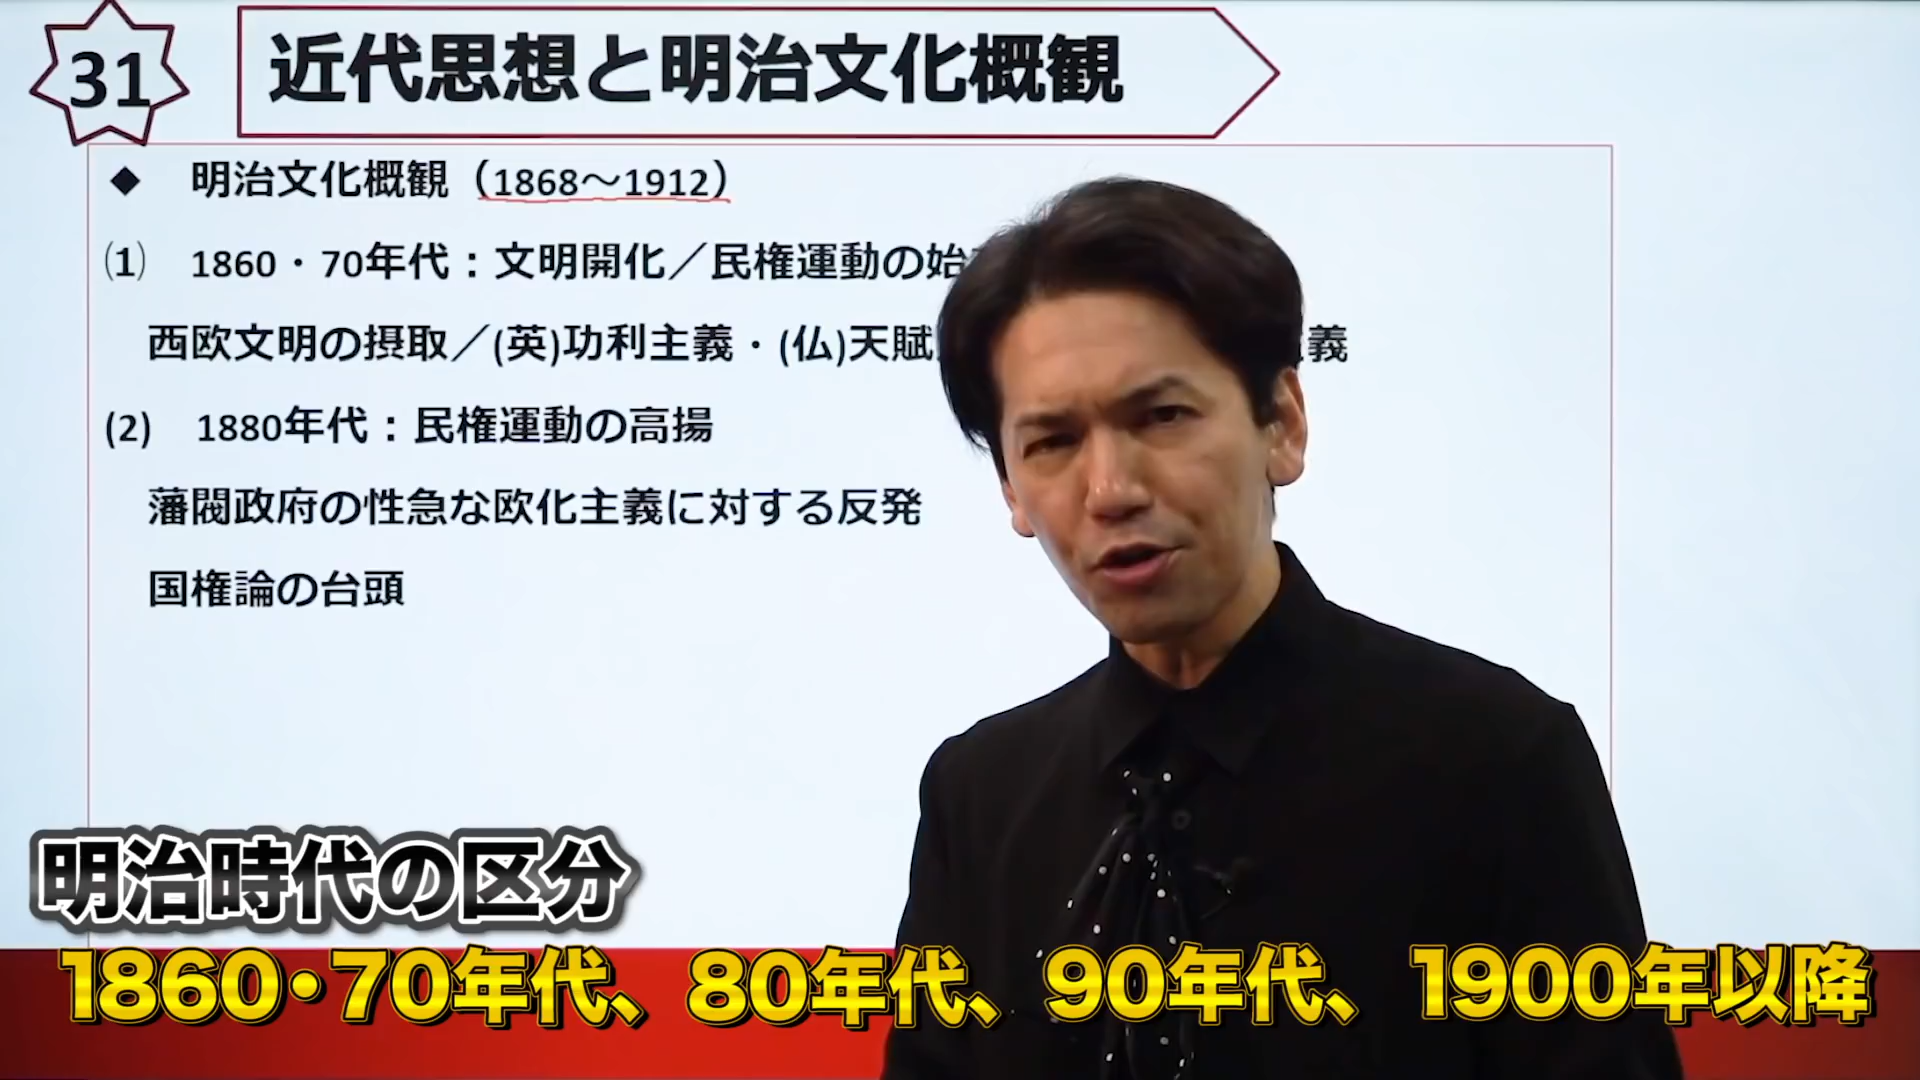 31
近代思想と明治文化概観
◆ 明治文化概観（1868～1912）
(1) 1860・70年代：文明開化／民権運動の始
西欧文明の摂取／(英)功利主義・(仏)天賦
義
(2) 1880年代：民権運動の高揚
藩閥政府の性急な欧化主義に対する反発
国権論の台頭
明治時代の区分
1860・70年代、80年代、90年代、1900年以降